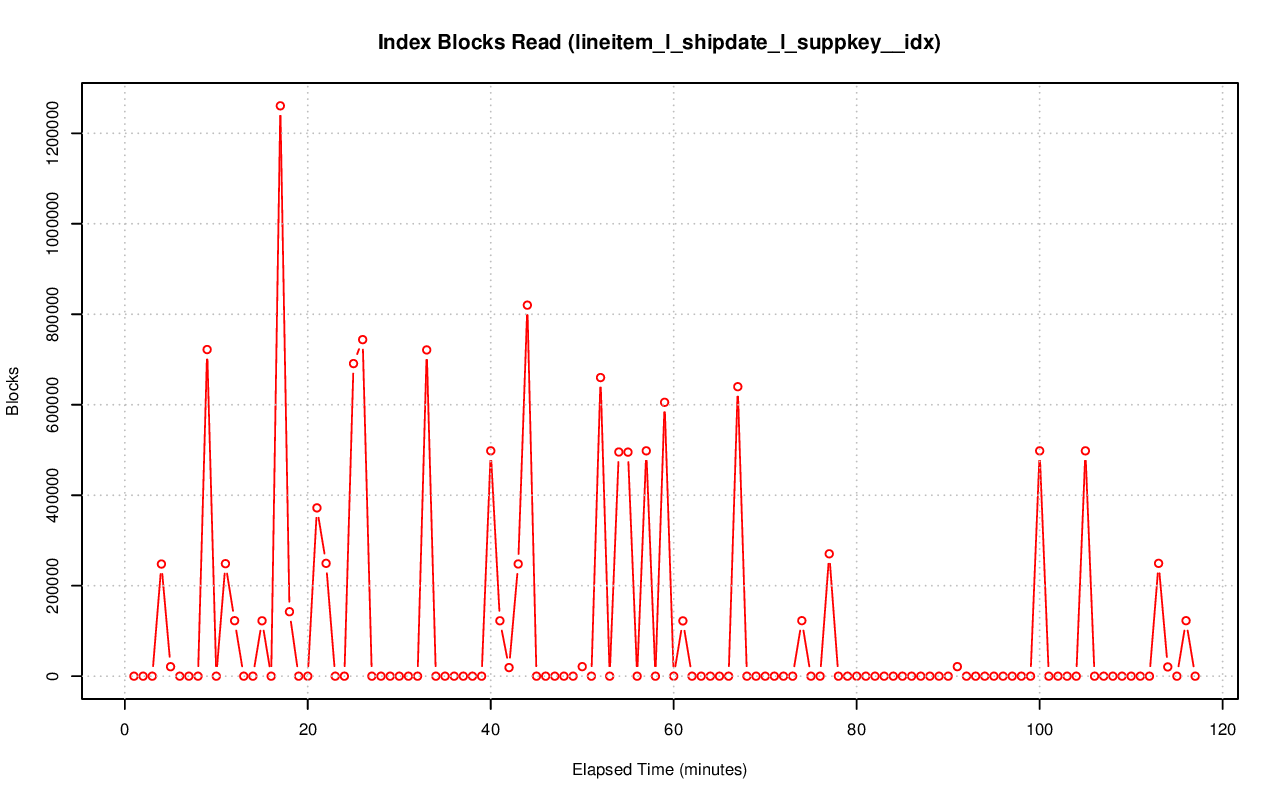 Index Blocks Read (lineitem_l_shipdate_l_suppkey__idx)
Blocks
1200000
1000000
800000
600000
400000
200000
0
0 20 40 60 80 100 120
Elapsed Time (minutes)